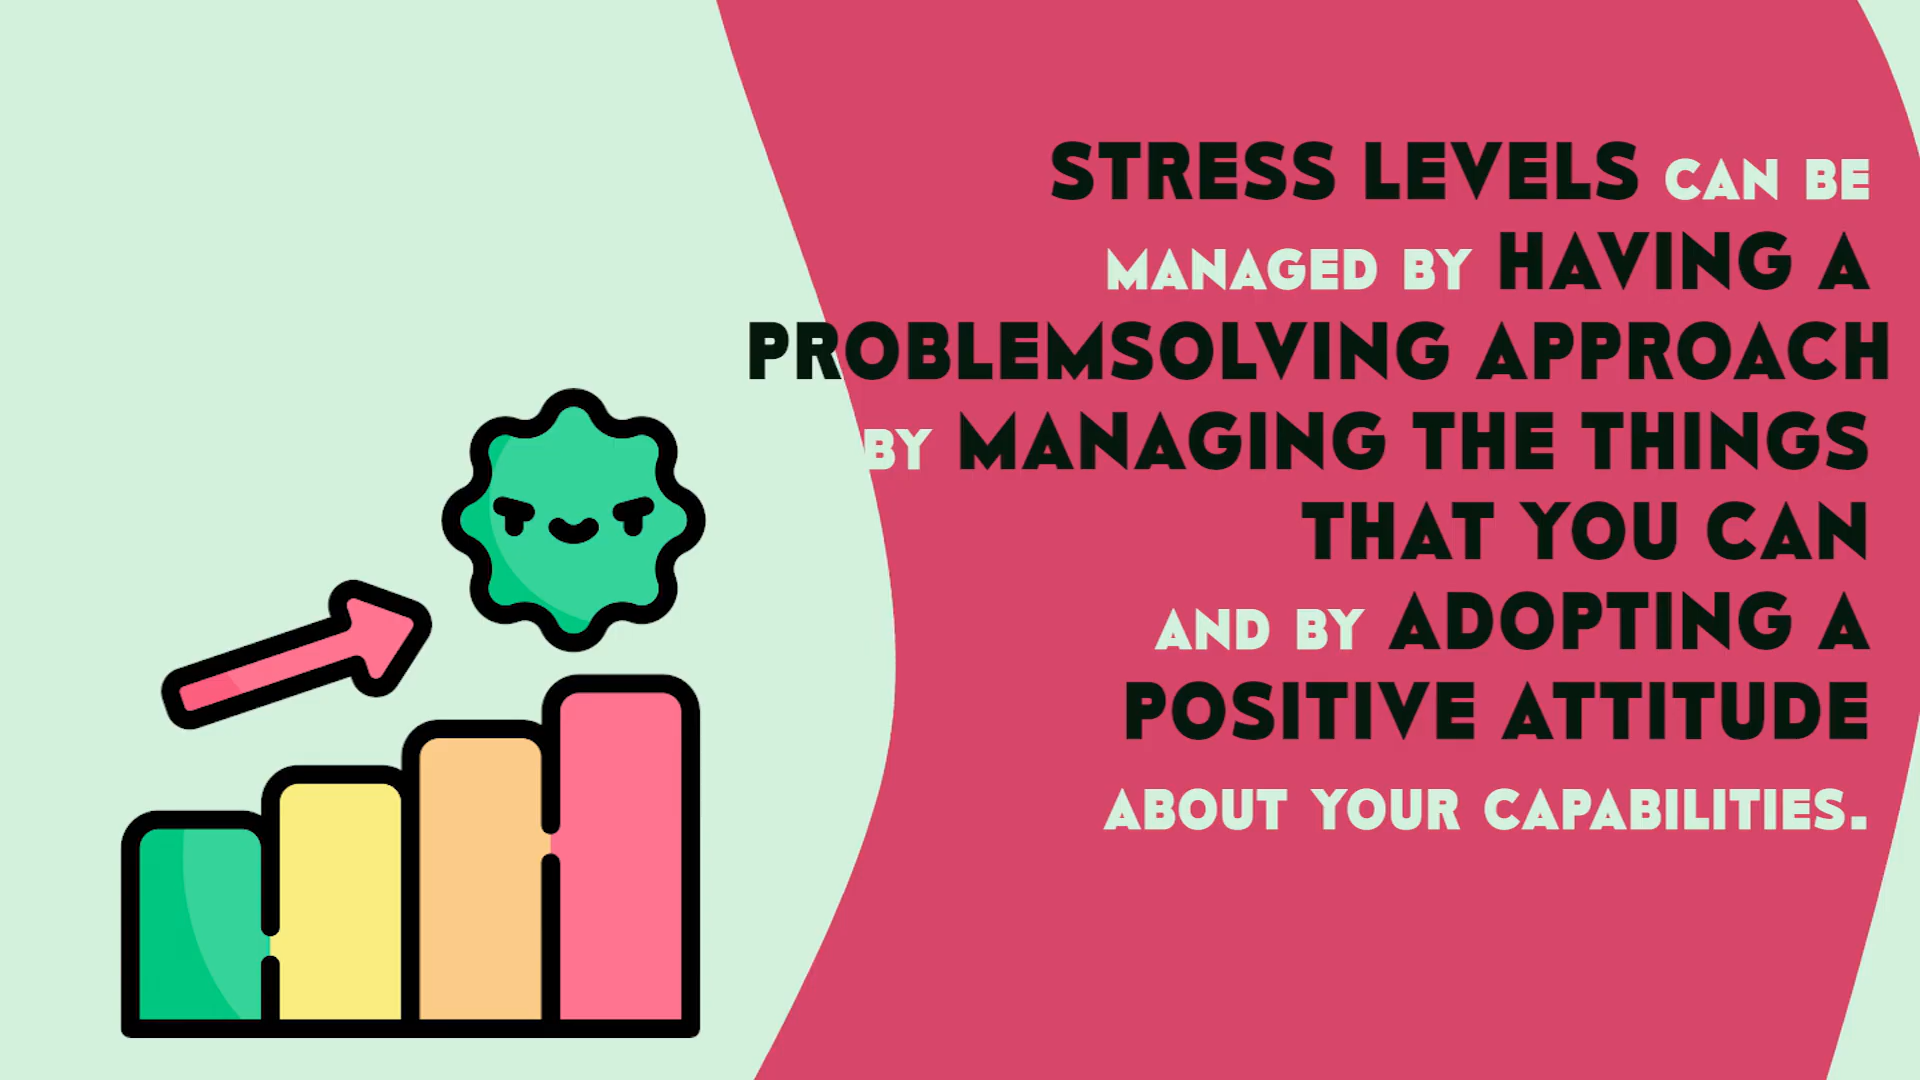 STRESS LEVELS CAN BE
MANAGED BY HAVING A
PROBLEMSOLVING APPROACH
BY MANAGING THE THINGS
THAT YOU CAN
AND BY ADOPTING A
POSITIVE ATTITUDE
ABOUT YOUR CAPABILITIES.